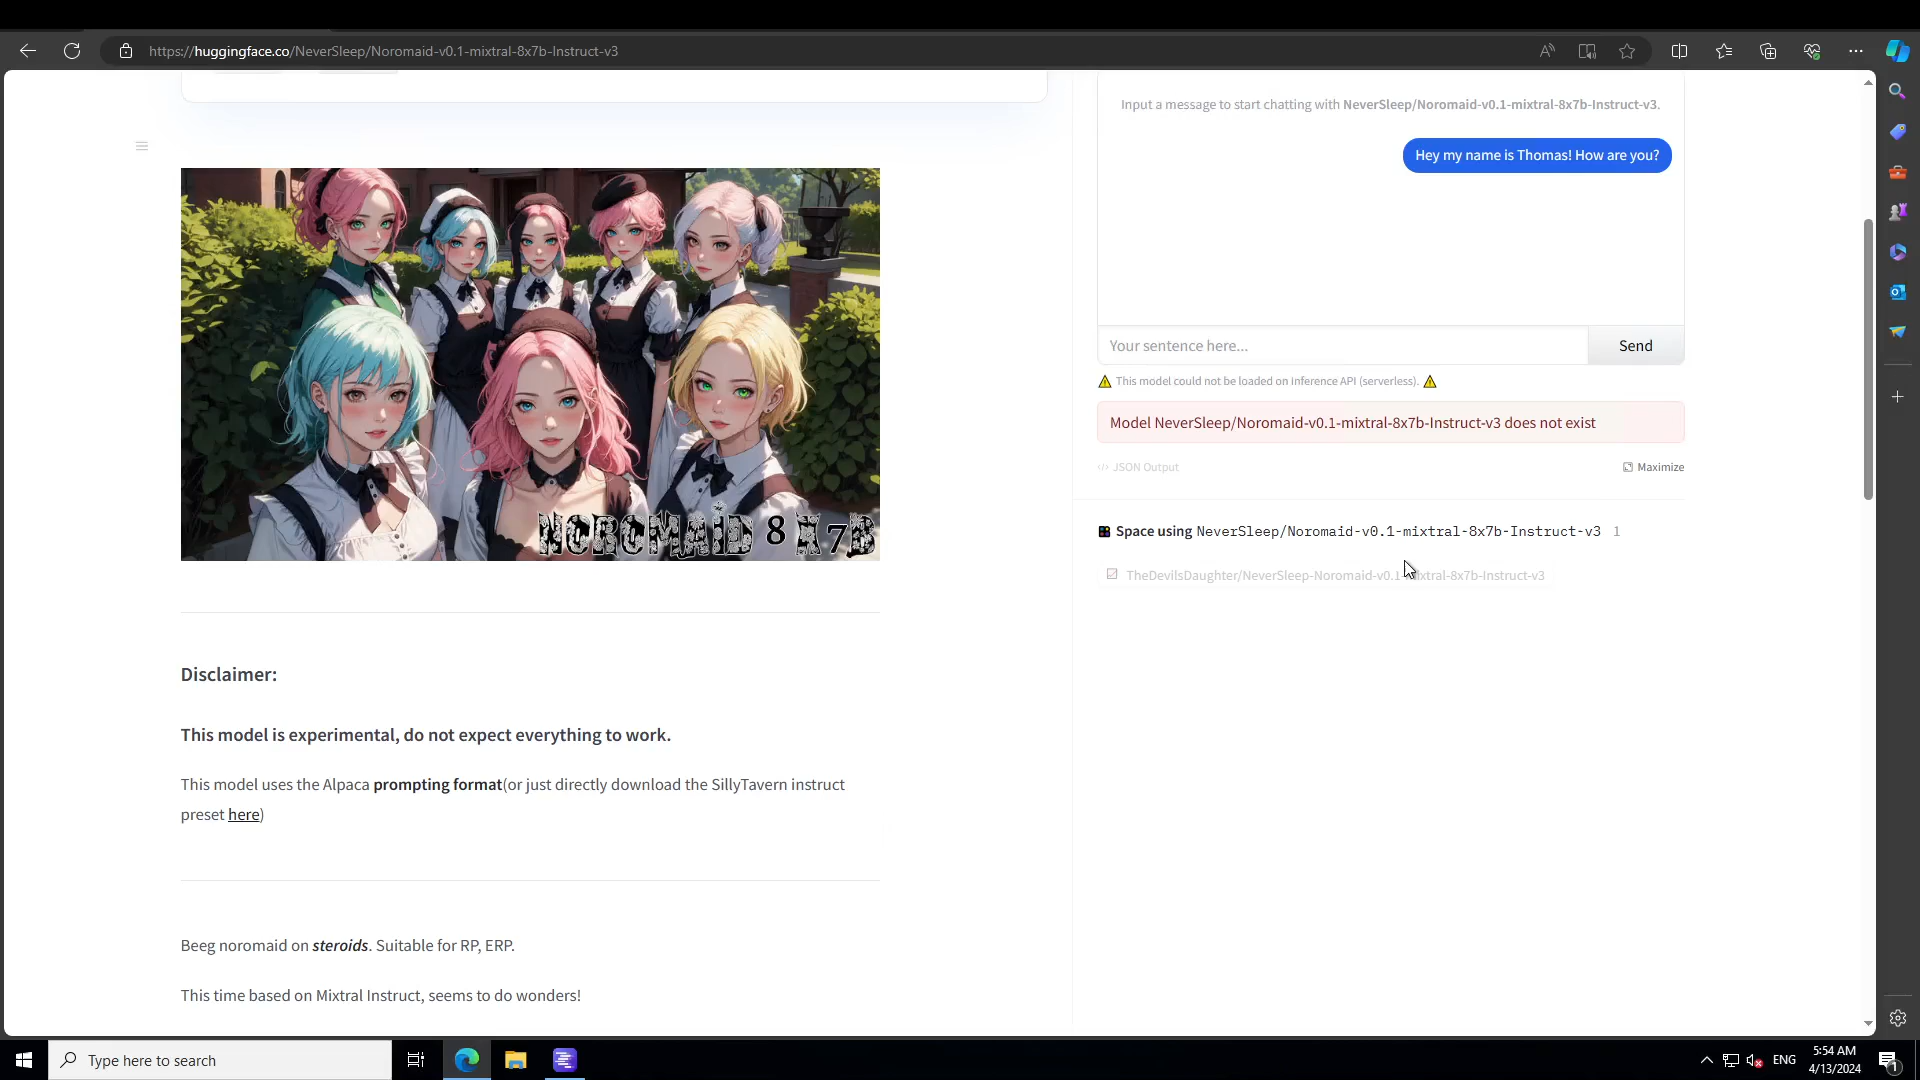 https://huggingface.co/NeverSleep/Noromaid-v0.1-mixtral-8x7b-Instruct-v3
Input a message to start chatting with NeverSleep/Noromaid-v0.1-mixtral-8x7b-Instruct-v3.
Hey my name is Thomas! How are you?
Your sentence here...
Send
This model could not be loaded on Inference API (serverless).
Model NeverSleep/Noromaid-v0.1-mixtral-8x7b-Instruct-v3 does not exist
JSON Output
Maximize
Space using NeverSleep/Noromaid-v0.1-mixtral-8x7b-Instruct-v3 1
TheDevilsDaughter/NeverSleep-Noromaid-v0.1-mixtral-8x7b-Instruct-v3
NOROMAID 8X7B
Disclaimer:
This model is experimental, do not expect everything to work.
This model uses the Alpaca prompting format(or just directly download the SillyTavern instruct
preset here)
Beeg noromaid on steroids. Suitable for RP, ERP.
This time based on Mixtral Instruct, seems to do wonders!
Type here to search
ENG
5:54 AM
4/13/2024
1